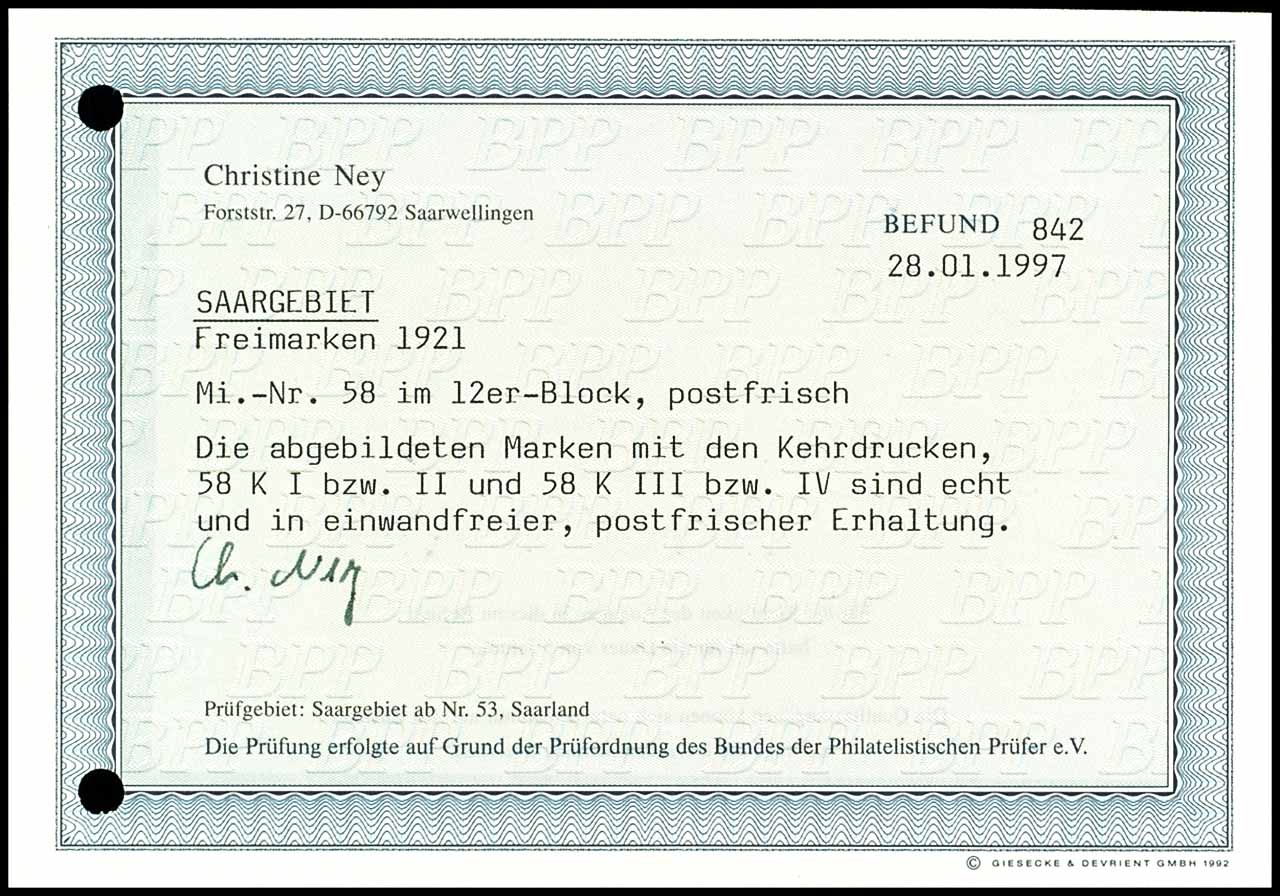 Christine Ney
Forststr. 27, D-66792 Saarwellingen
BEFUND 842
28.01.1997
SAARGEBIET
Freimarken 1921
Mi.-Nr. 58 im 12er-Block, postfrisch
Die abgebildeten Marken mit den Kehrdrucken,
58 K I bzw. II und 58 K III bzw. IV sind echt
und in einwandfreier, postfrischer Erhaltung.
Ch. Ney
Prüfgebiet: Saargebiet ab Nr. 53, Saarland
Die Prüfung erfolgte auf Grund der Prüfordnung des Bundes der Philatelistischen Prüfer e.V.
© GIESECKE & DEVRIENT GMBH 1992